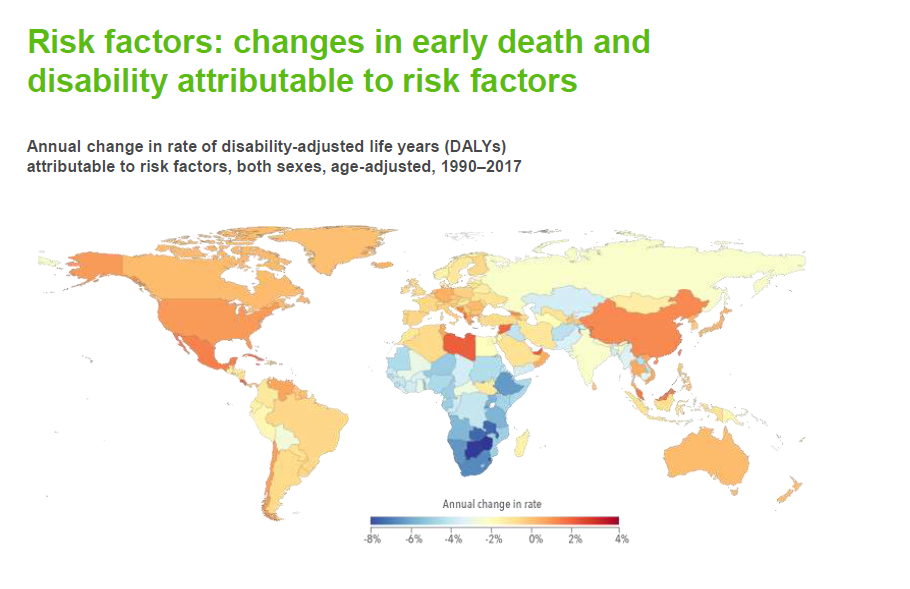 Risk factors: changes in early death and
disability attributable to risk factors
Annual change in rate of disability-adjusted life years (DALYs)
attributable to risk factors, both sexes, age-adjusted, 1990–2017
Annual change in rate
-8% -6% -4% -2% 0% 2% 4%